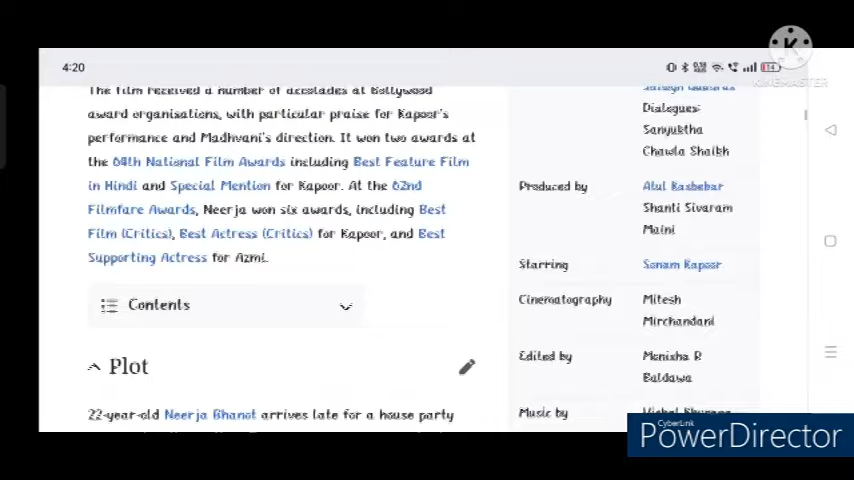 4:20
KINEMASTER
The film received a number of accolades at Bollywood
award organisations, with particular praise for Kapoor's
performance and Madhvani's direction. It won two awards at
the 64th National Film Awards including Best Feature Film
in Hindi and Special Mention for Kapoor. At the 62nd
Filmfare Awards, Neerja won six awards, including Best
Film (Critics), Best Actress (Critics) for Kapoor, and Best
Supporting Actress for Azmi.
Contents
Plot
22-year-old Neerja Bhanot arrives late for a house party
Dialogues:
Sanyuktha
Chawla Shaikh
Produced by
Atul Kasbekar
Shanti Sivaram
Maini
Starring
Sonam Kapoor
Cinematography
Mitesh
Mirchandani
Edited by
Monisha R
Baldawa
Music by
CyberLink
PowerDirector